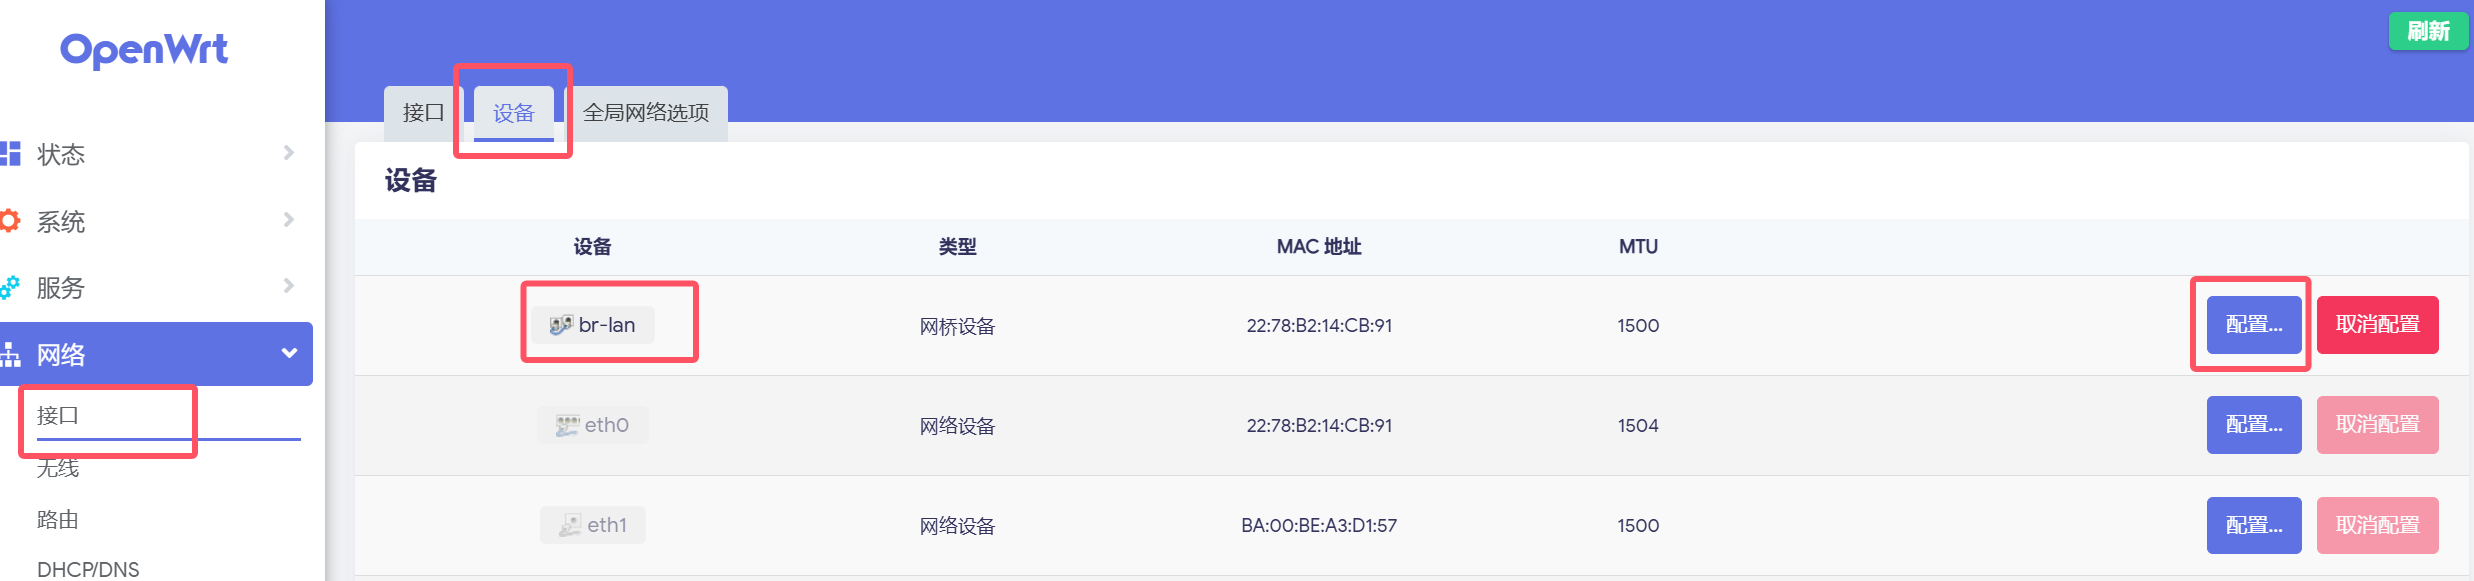 OpenWrt
刷新
接口
设备
全局网络选项
状态
系统
服务
网络
接口
无线
路由
DHCP/DNS
设备
设备 类型 MAC 地址 MTU
br-lan 网桥设备 22:78:B2:14:CB:91 1500 配置... 取消配置
eth0 网络设备 22:78:B2:14:CB:91 1504 配置... 取消配置
eth1 网络设备 BA:00:BE:A3:D1:57 1500 配置... 取消配置